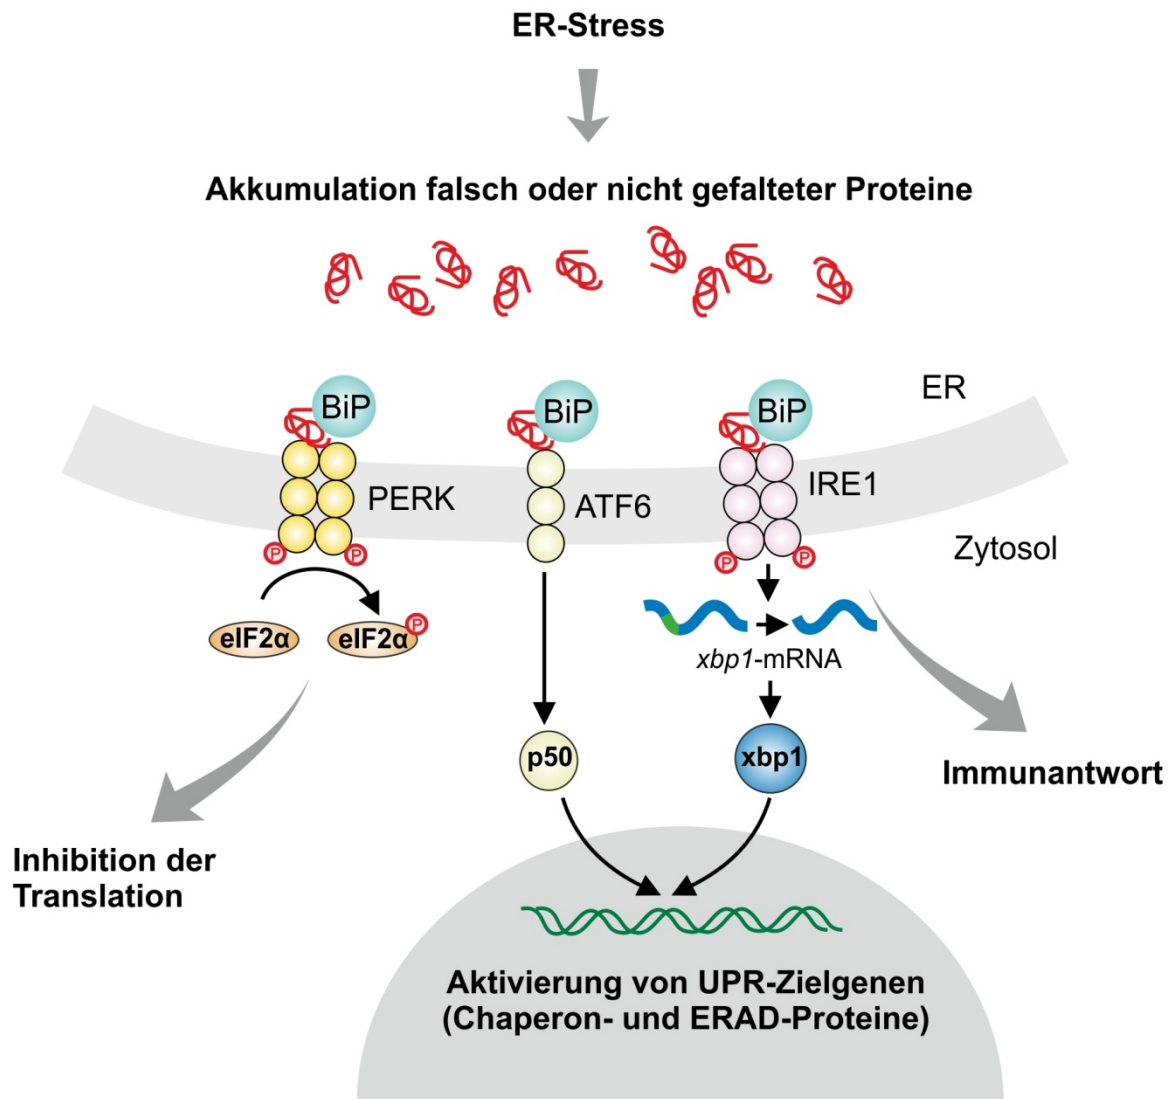 ER-Stress
Akkumulation falsch oder nicht gefalteter Proteine
BiP
BiP
BiP
ER
PERK
ATF6
IRE1
Zytosol
P
P
P
P
eIF2α
eIF2α
P
xbp1-mRNA
p50
xbp1
Immunantwort
Inhibition der
Translation
Aktivierung von UPR-Zielgenen
(Chaperon- und ERAD-Proteine)